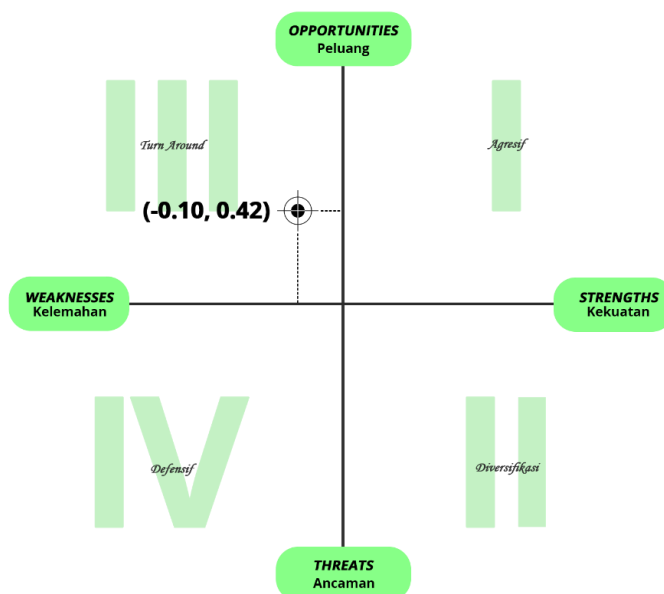 OPPORTUNITIES
Peluang
III
I
Turn Around
Agresif
(-0.10, 0.42)
WEAKNESSES
Kelemahan
STRENGTHS
Kekuatan
IV
II
Defensif
Diversifikasi
THREATS
Ancaman